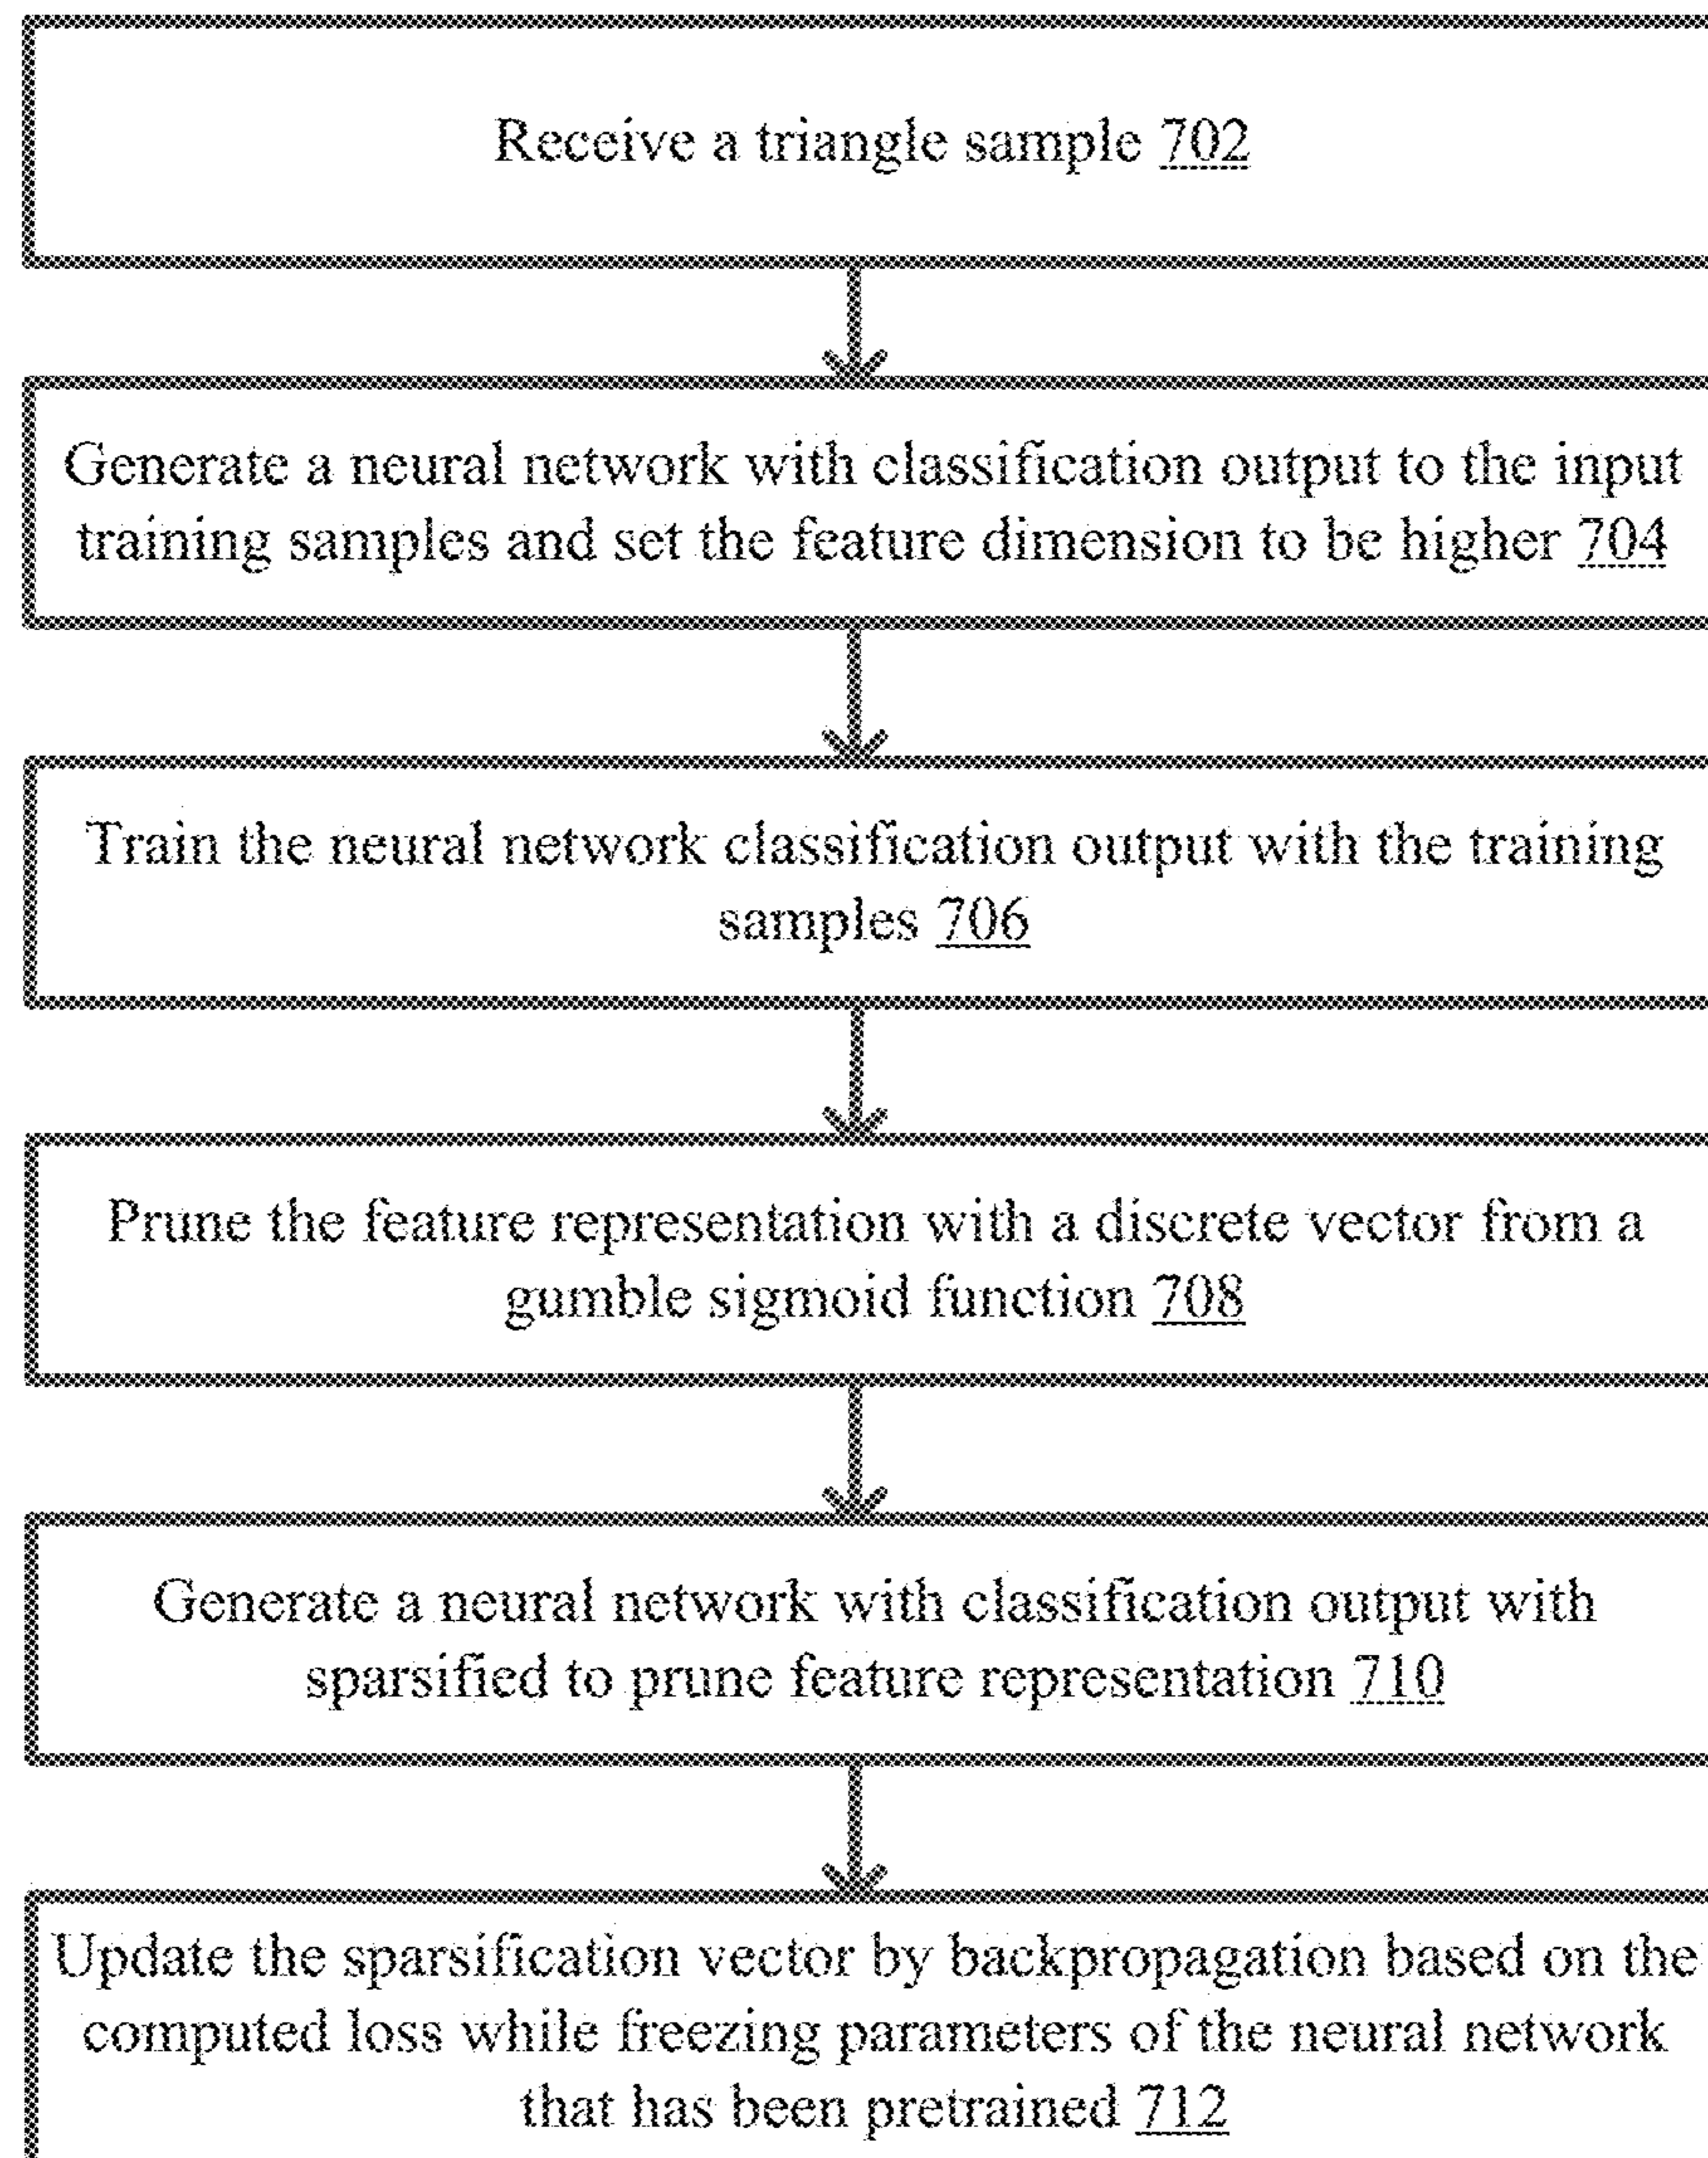 Receive a triangle sample 702
Generate a neural network with classification output to the input
training samples and set the feature dimension to be higher 704
Train the neural network classification output with the training
samples 706
Prune the feature representation with a discrete vector from a
gumble sigmoid function 708
Generate a neural network with classification output with
sparsified to prune feature representation 710
Update the sparsification vector by backpropagation based on the
computed loss while freezing parameters of the neural network
that has been pretrained 712